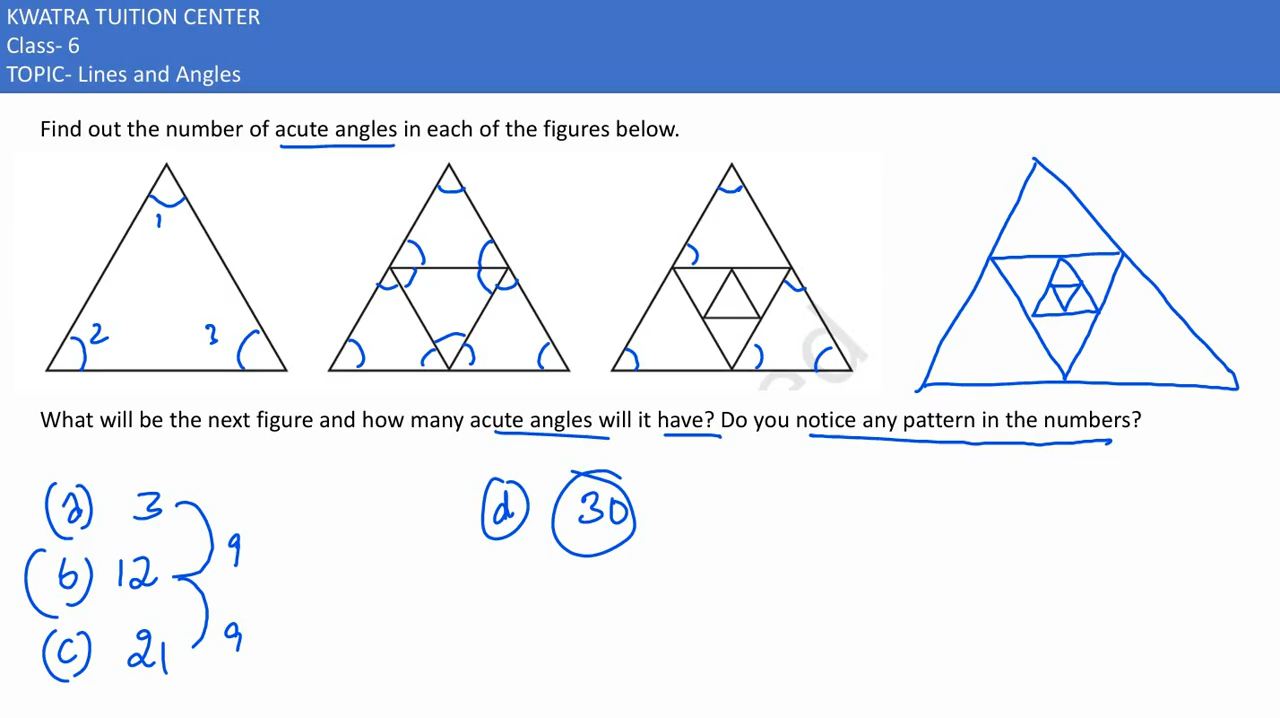 KWATRA TUITION CENTER
Class- 6
TOPIC- Lines and Angles
Find out the number of acute angles in each of the figures below.
1
2 3
What will be the next figure and how many acute angles will it have? Do you notice any pattern in the numbers?
(a) 3
9
(b) 12
9
(c) 21
d 30